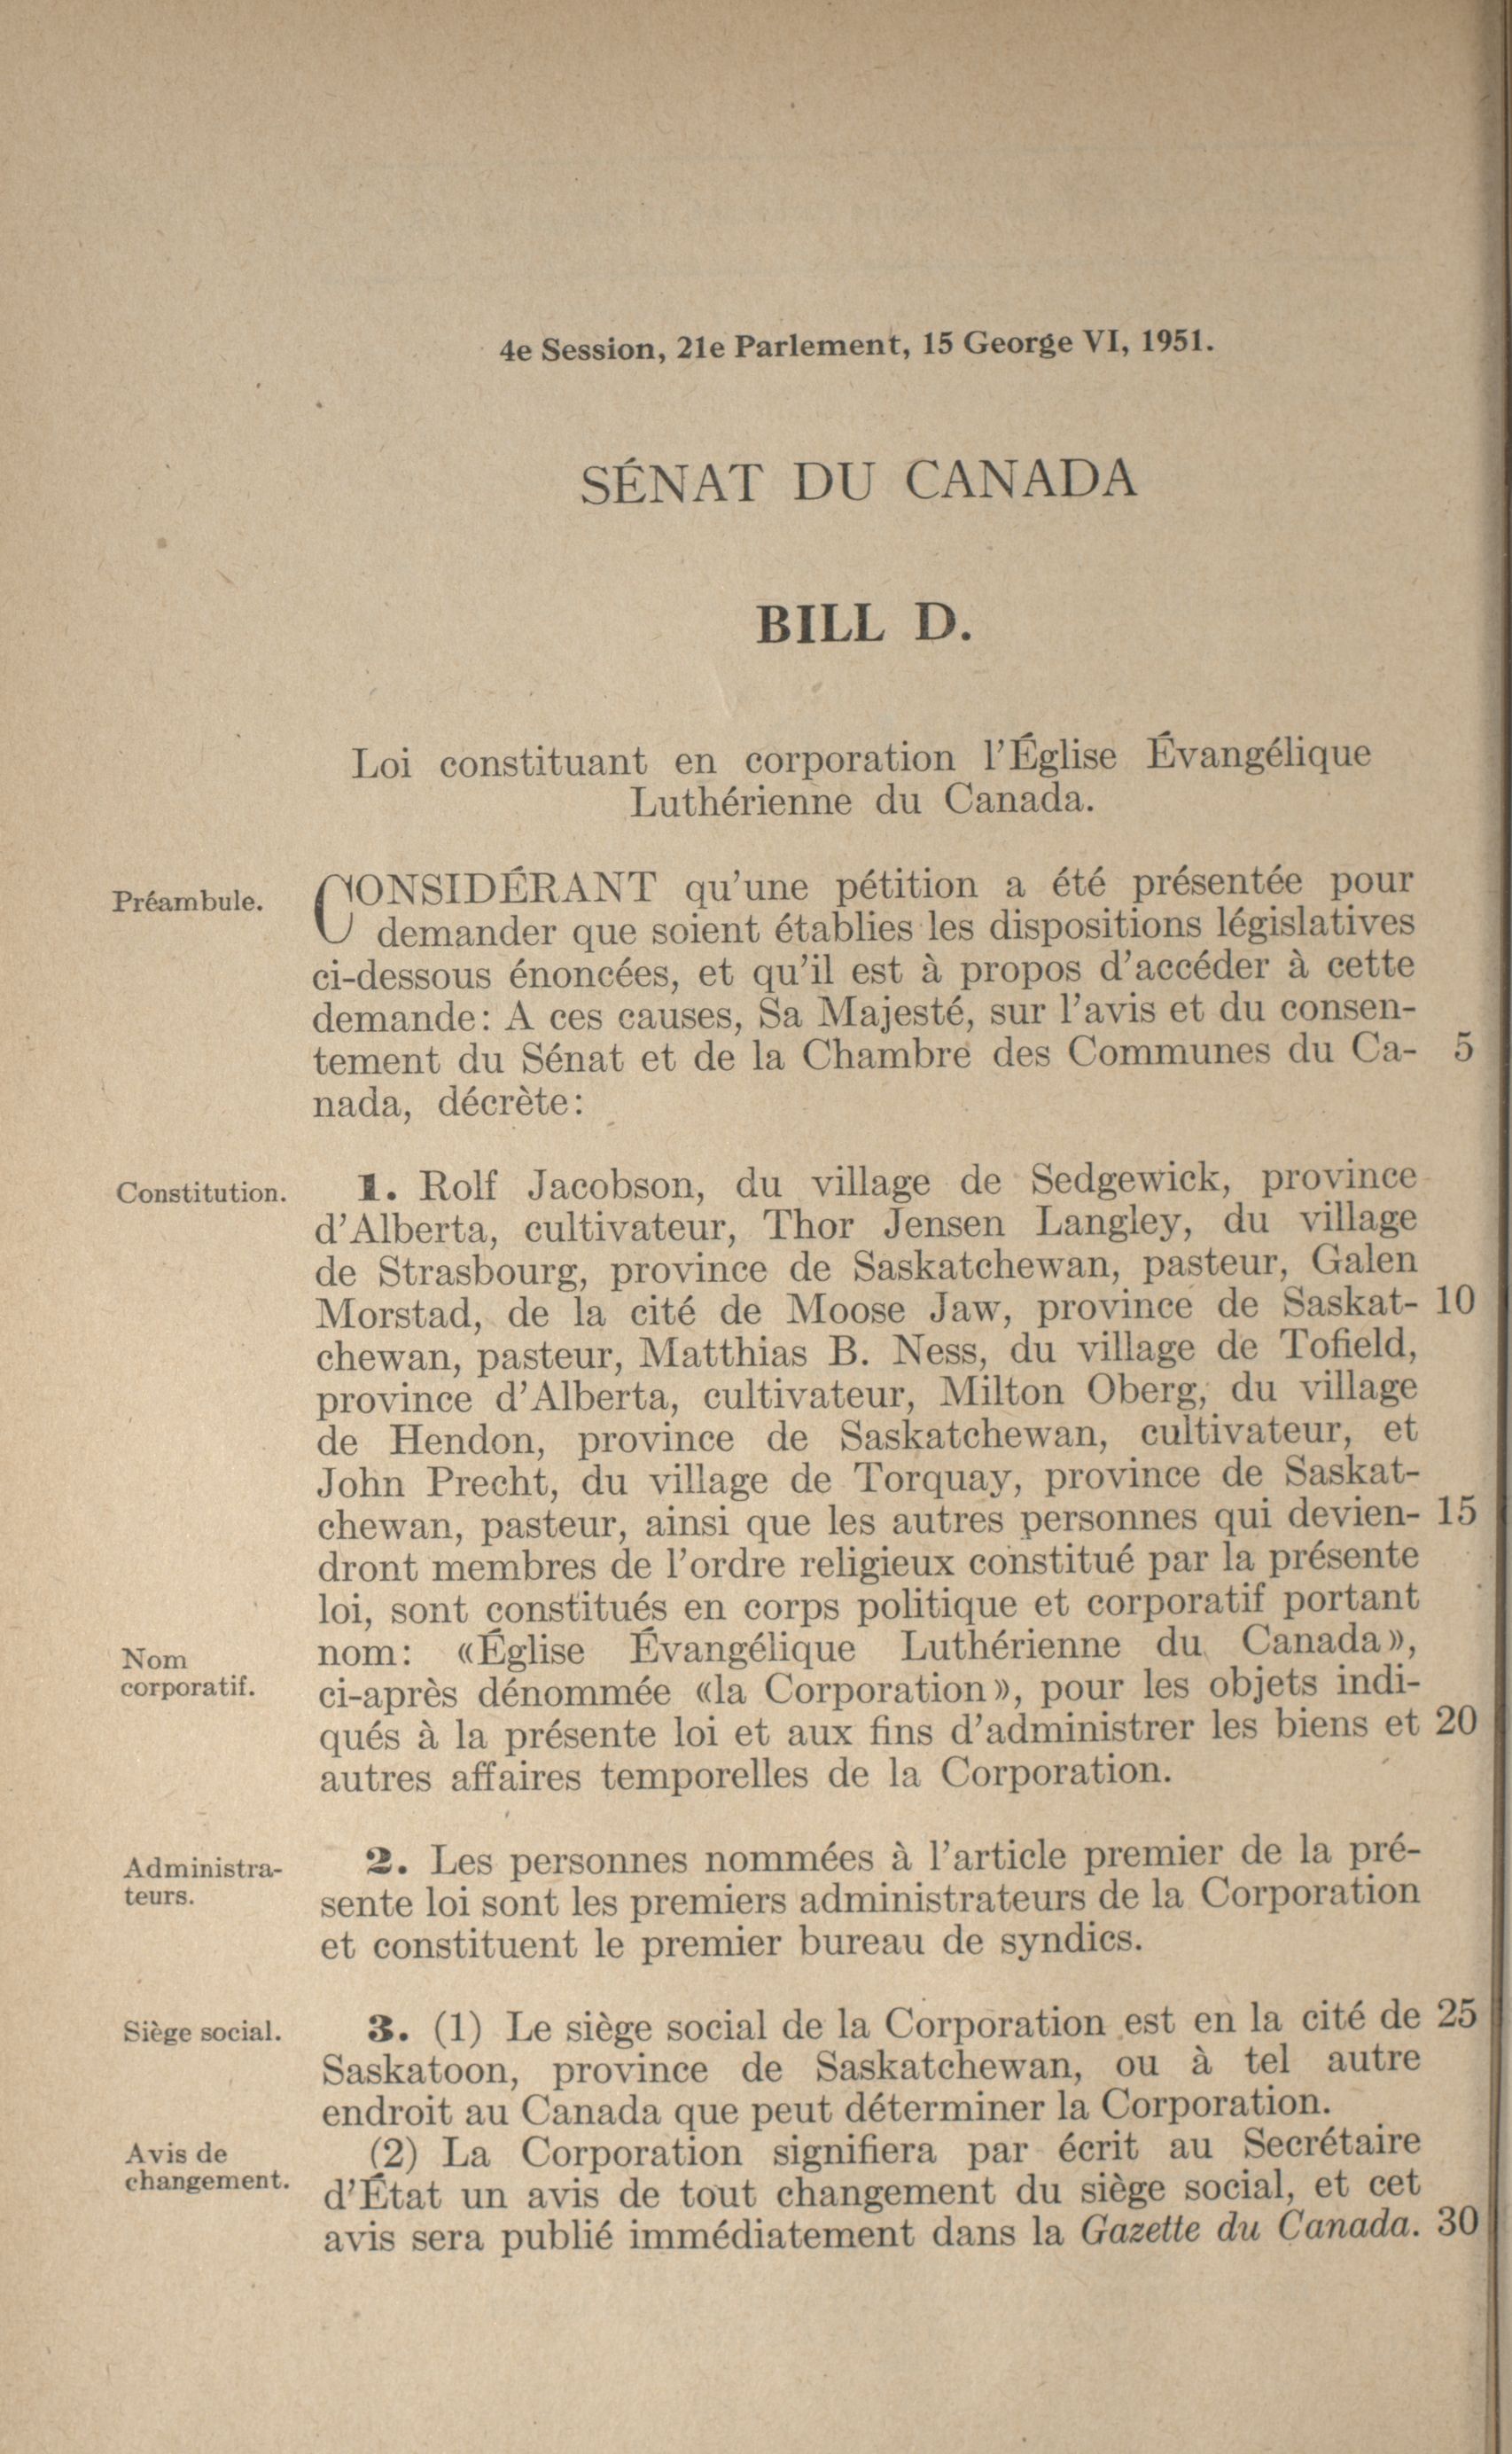 4e Session, 21e Parlement, 15 George VI, 1951.
SÉNAT DU CANADA
BILL D.
Loi constituant en corporation l'Église Évangélique
Luthérienne du Canada.
Préambule.
CONSIDÉRANT qu'une pétition a été présentée pour
demander que soient établies les dispositions législatives
ci-dessous énoncées, et qu'il est à propos d'accéder à cette
demande: A ces causes, Sa Majesté, sur l'avis et du consen-
tement du Sénat et de la Chambre des Communes du Ca- 5
nada, décrète:
Constitution.
1. Rolf Jacobson, du village de Sedgewick, province
d'Alberta, cultivateur, Thor Jensen Langley, du village
de Strasbourg, province de Saskatchewan, pasteur, Galen
Morstad, de la cité de Moose Jaw, province de Saskat- 10
chewan, pasteur, Matthias B. Ness, du village de Tofield,
province d'Alberta, cultivateur, Milton Oberg, du village
de Hendon, province de Saskatchewan, cultivateur, et
John Precht, du village de Torquay, province de Saskat-
chewan, pasteur, ainsi que les autres personnes qui devien- 15
dront membres de l'ordre religieux constitué par la présente
loi, sont constitués en corps politique et corporatif portant
Nom
corporatif.
nom: «Église Évangélique Luthérienne du Canada»,
ci-après dénommée «la Corporation», pour les objets indi-
qués à la présente loi et aux fins d'administrer les biens et 20
autres affaires temporelles de la Corporation.
Administra-
teurs.
2. Les personnes nommées à l'article premier de la pré-
sente loi sont les premiers administrateurs de la Corporation
et constituent le premier bureau de syndics.
Siège social.
3. (1) Le siège social de la Corporation est en la cité de 25
Saskatoon, province de Saskatchewan, ou à tel autre
endroit au Canada que peut déterminer la Corporation.
Avis de
changement.
(2) La Corporation signifiera par écrit au Secrétaire
d'État un avis de tout changement du siège social, et cet
avis sera publié immédiatement dans la Gazette du Canada. 30